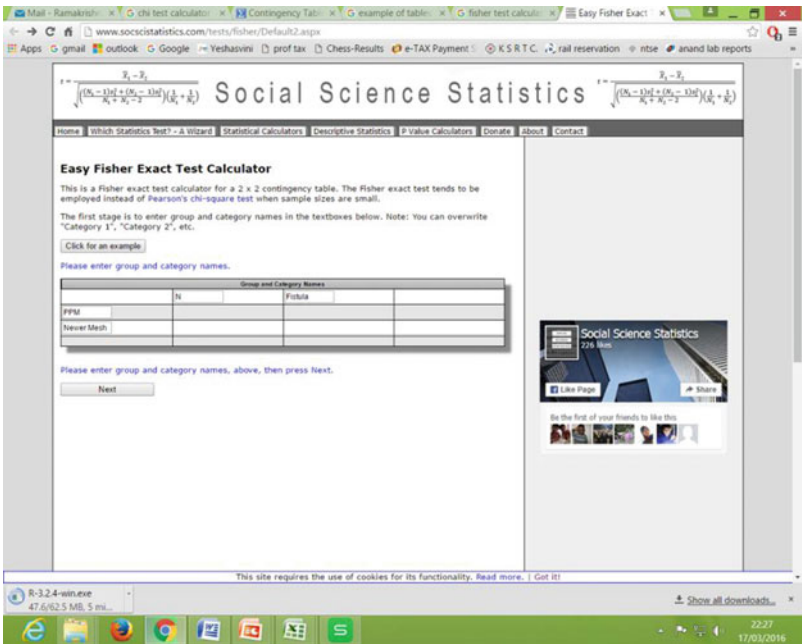 Mail - Ramakrishn
chi test calculator
Contingency Tabl
example of tables
fisher test calcula
Easy Fisher Exact
www.socscistatistics.com/tests/fisher/Default2.aspx
Apps gmail outlook Google Yeshasvini prof tax Chess-Results e-TAX Payment S K S R T C. rail reservation ntse anand lab reports »
Social Science Statistics
Home Which Statistics Test? - A Wizard Statistical Calculators Descriptive Statistics P Value Calculators Donate About Contact
Easy Fisher Exact Test Calculator
This is a Fisher exact test calculator for a 2 x 2 contingency table. The Fisher exact test tends to be
employed instead of Pearson's chi-square test when sample sizes are small.
The first stage is to enter group and category names in the textboxes below. Note: You can overwrite
"Category 1", "Category 2", etc.
Click for an example
Please enter group and category names.
Group and Category Names
N Fistula
PPM
Newer Mesh
Please enter group and category names, above, then press Next.
Next
Social Science Statistics
226 likes
Like Page Share
Be the first of your friends to like this
This site requires the use of cookies for its functionality. Read more. | Got it!
R-3.2.4-win.exe
47.6/62.5 MB, 5 mi...
Show all downloads...
22:27
17/03/2016